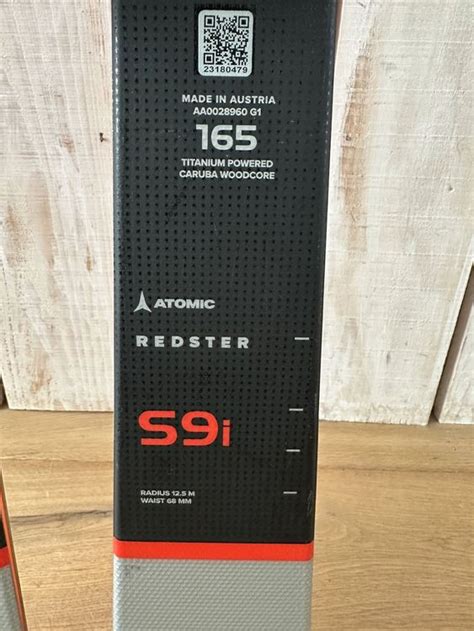 23180479
MADE IN AUSTRIA
AA0028960 G1
165
TITANIUM POWERED
CARUBA WOODCORE
ATOMIC
REDSTER
S9i
RADIUS 12.5 M
WAIST 68 MM